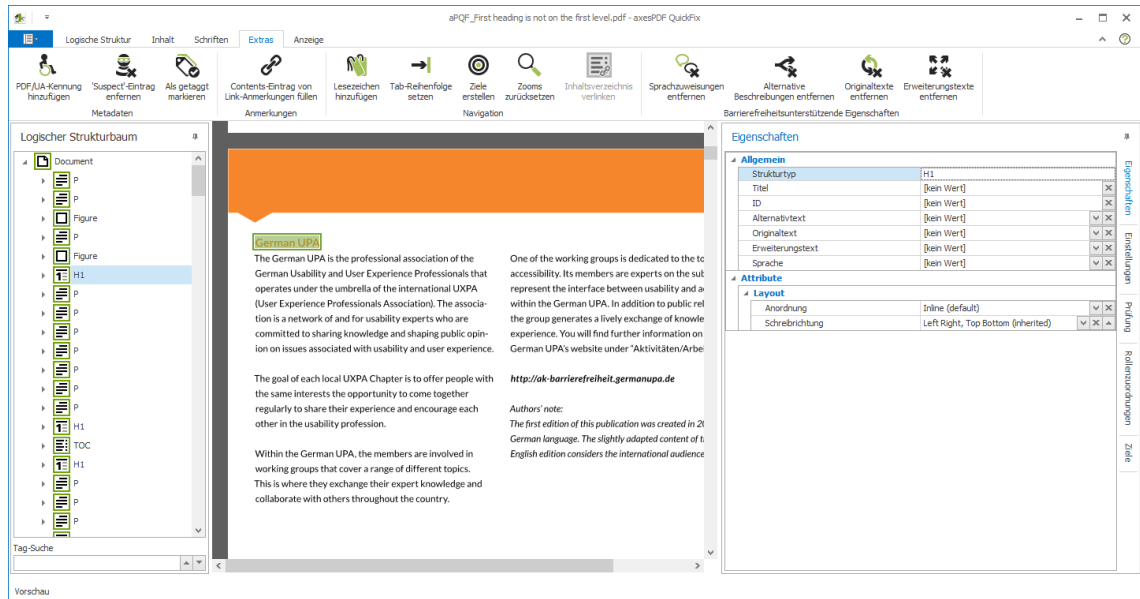 aPQF_First heading is not on the first level.pdf - axesPDF QuickFix
Logische Struktur Inhalt Schriften Extras Anzeige
PDF/UA-Kennung hinzufügen
'Suspect'-Eintrag entfernen
Als getaggt markieren
Metadaten
Contents-Eintrag von Link-Anmerkungen füllen
Anmerkungen
Lesezeichen hinzufügen
Tab-Reihenfolge setzen
Ziele erstellen
Zooms zurücksetzen
Inhaltsverzeichnis verlinken
Navigation
Sprachzuweisungen entfernen
Alternative Beschreibungen entfernen
Originaltexte entfernen
Erweiterungstexte entfernen
Barrierefreiheitsunterstützende Eigenschaften
Logischer Strukturbaum
Document
P
P
Figure
P
Figure
H1
P
P
P
P
P
P
P
H1
TOC
H1
P
P
P
Tag-Suche
Vorschau
German UPA
The German UPA is the professional association of the
German Usability and User Experience Professionals that
operates under the umbrella of the international UXPA
(User Experience Professionals Association). The associa-
tion is a network of and for usability experts who are
committed to sharing knowledge and shaping public opin-
ion on issues associated with usability and user experience.
The goal of each local UXPA Chapter is to offer people with
the same interests the opportunity to come together
regularly to share their experience and encourage each
other in the usability profession.
Within the German UPA, the members are involved in
working groups that cover a range of different topics.
This is where they exchange their expert knowledge and
collaborate with others throughout the country.
One of the working groups is dedicated to the to
accessibility. Its members are experts on the sub
represent the interface between usability and a
within the German UPA. In addition to public rel
the group generates a lively exchange of knowle
experience. You will find further information on
German UPA's website under "Aktivitäten/Arbei
http://ak-barrierefreiheit.germanupa.de
Authors' note:
The first edition of this publication was created in 20
German language. The slightly adapted content of t
English edition considers the international audience
Eigenschaften
Allgemein
Strukturtyp H1
Titel [kein Wert]
ID [kein Wert]
Alternativtext [kein Wert]
Originaltext [kein Wert]
Erweiterungstext [kein Wert]
Sprache [kein Wert]
Attribute
Layout
Anordnung Inline (default)
Schreibrichtung Left Right, Top Bottom (inherited)
Eigenschaften
Einstellungen
Prüfung
Rollenzuordnungen
Ziele